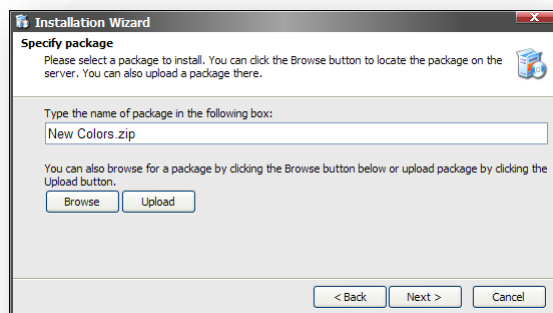 Installation Wizard
X
Specify package
Please select a package to install. You can click the Browse button to locate the package on the
server. You can also upload a package there.
Type the name of package in the following box:
New Colors.zip
You can also browse for a package by clicking the Browse button below or upload package by clicking the
Upload button.
Browse Upload
< Back Next > Cancel